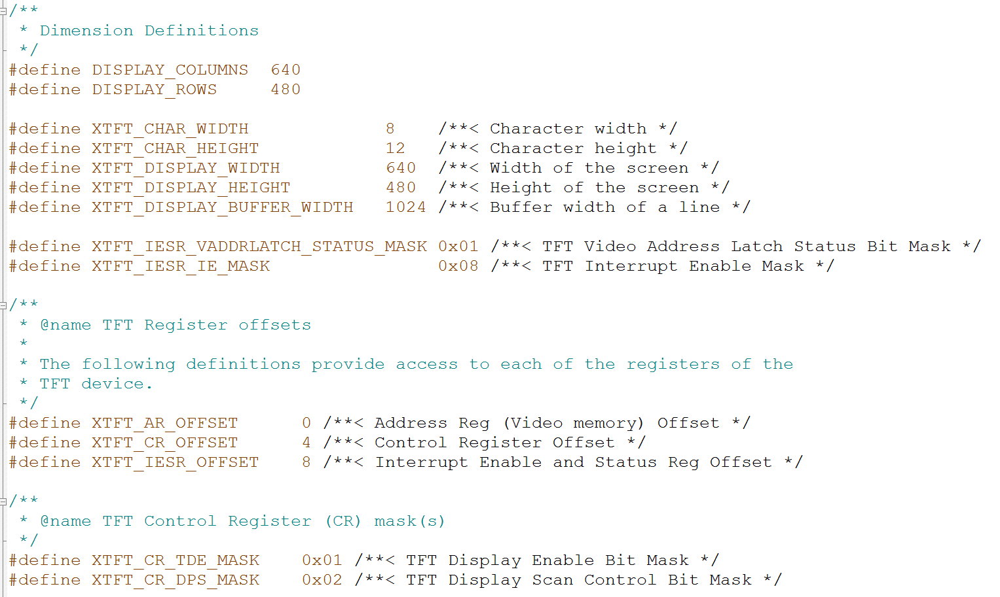 /**
 * Dimension Definitions
 */
#define DISPLAY_COLUMNS  640
#define DISPLAY_ROWS     480

#define XTFT_CHAR_WIDTH             8    /**< Character width */
#define XTFT_CHAR_HEIGHT            12   /**< Character height */
#define XTFT_DISPLAY_WIDTH          640  /**< Width of the screen */
#define XTFT_DISPLAY_HEIGHT         480  /**< Height of the screen */
#define XTFT_DISPLAY_BUFFER_WIDTH   1024 /**< Buffer width of a line */

#define XTFT_IESR_VADDRLATCH_STATUS_MASK 0x01 /**< TFT Video Address Latch Status Bit Mask */
#define XTFT_IESR_IE_MASK                0x08 /**< TFT Interrupt Enable Mask */

/**
 * @name TFT Register offsets
 *
 * The following definitions provide access to each of the registers of the
 * TFT device.
 */
#define XTFT_AR_OFFSET      0 /**< Address Reg (Video memory) Offset */
#define XTFT_CR_OFFSET      4 /**< Control Register Offset */
#define XTFT_IESR_OFFSET    8 /**< Interrupt Enable and Status Reg Offset */

/**
 * @name TFT Control Register (CR) mask(s)
 */
#define XTFT_CR_TDE_MASK    0x01 /**< TFT Display Enable Bit Mask */
#define XTFT_CR_DPS_MASK    0x02 /**< TFT Display Scan Control Bit Mask */